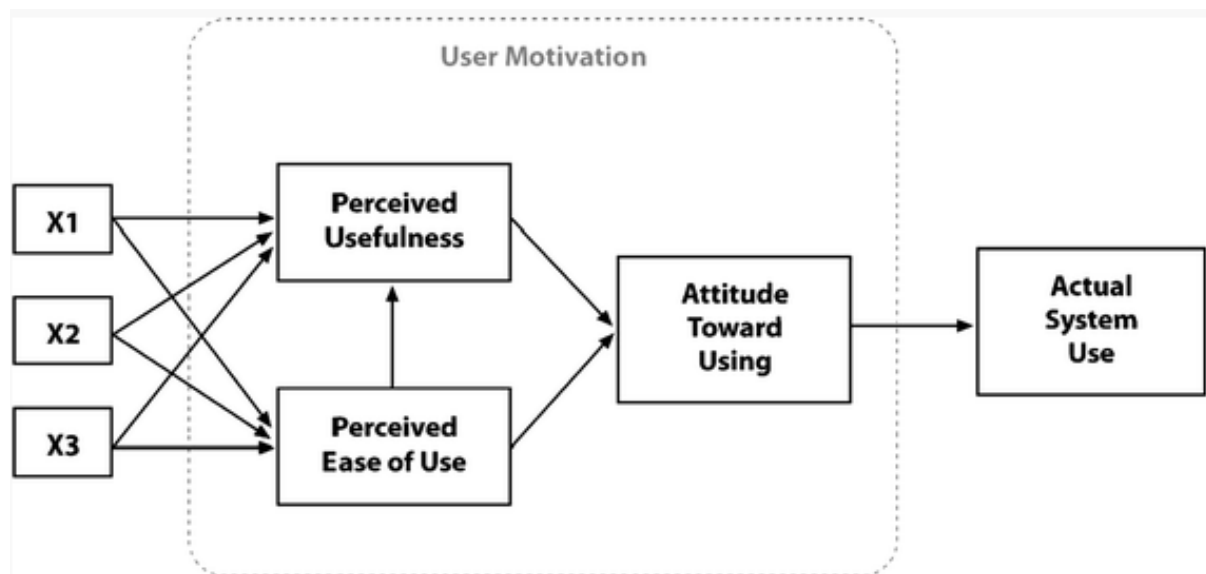 User Motivation
X1
X2
X3
Perceived
Usefulness
Perceived
Ease of Use
Attitude
Toward
Using
Actual
System
Use